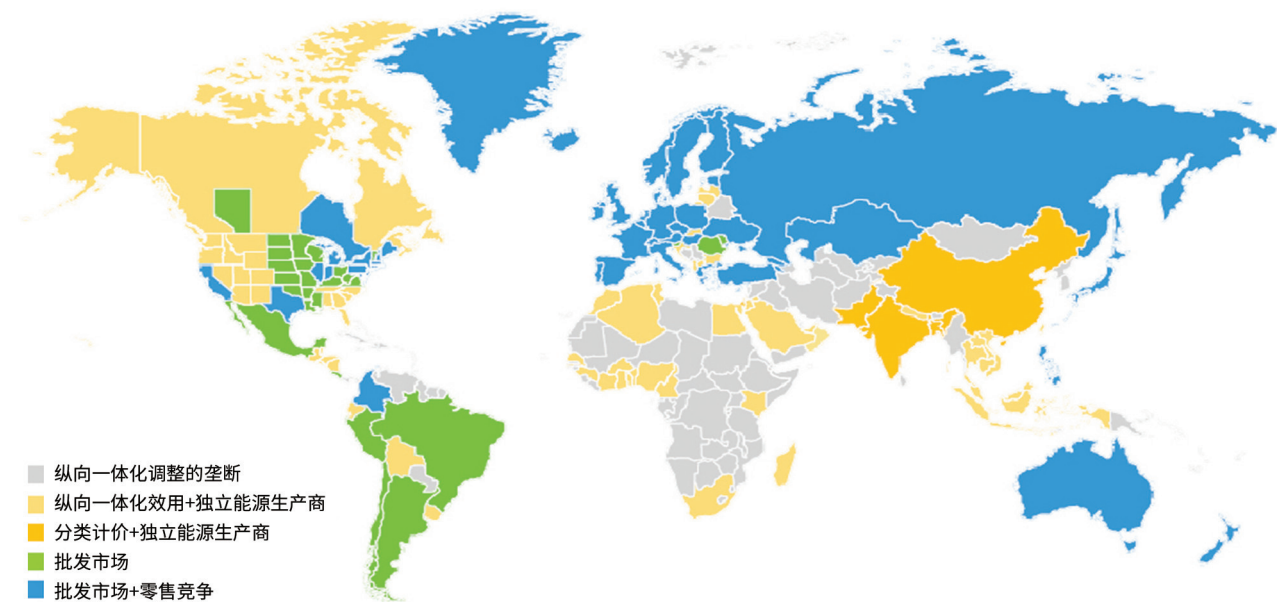 纵向一体化调整的垄断
纵向一体化效用+独立能源生产商
分类计价+独立能源生产商
批发市场
批发市场+零售竞争